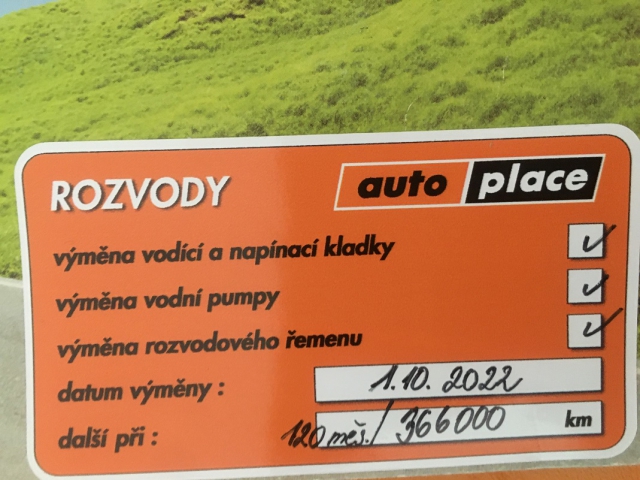 ROZVODY auto place
výměna vodící a napínací kladky ✓
výměna vodní pumpy ✓
výměna rozvodového řemenu ✓
datum výměny : 1.10. 2022
další při : 120 měs. / 366000 km